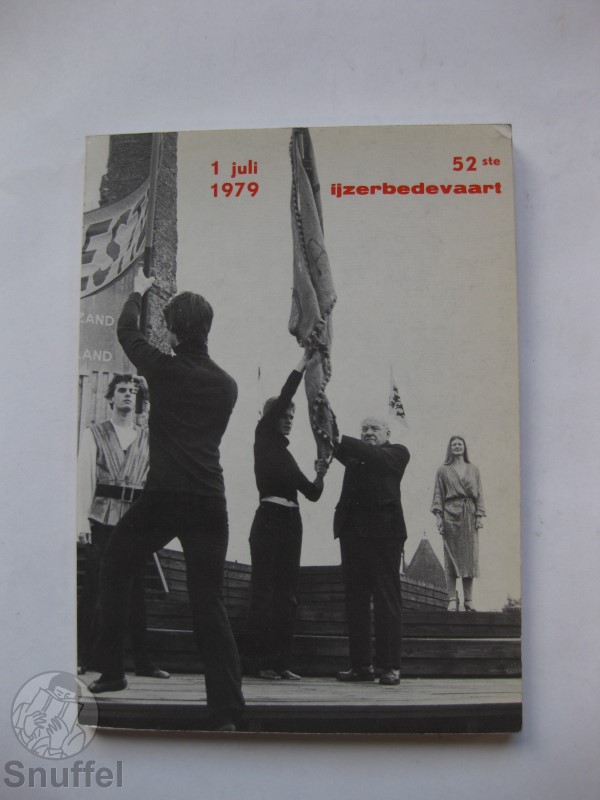 1 juli
1979
52 ste
ijzerbedevaart
ZAND
LAND
Snuffel